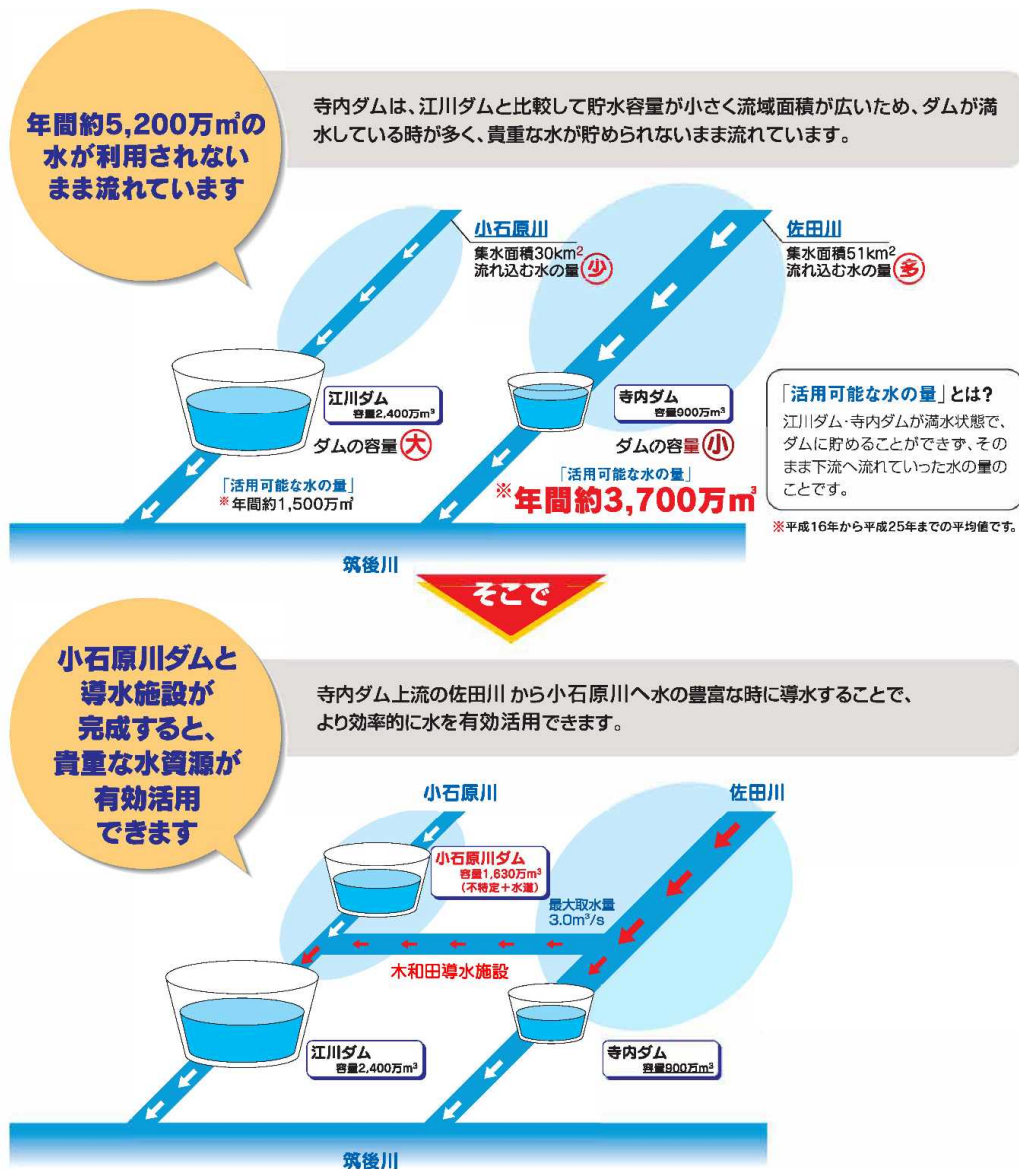 年間約5,200万㎥の
水が利用されない
まま流れています
寺内ダムは、江川ダムと比較して貯水容量が小さく流域面積が広いため、ダムが満
水している時が多く、貴重な水が貯められないまま流れています。
小石原川
集水面積30km²
流れ込む水の量 少
佐田川
集水面積51km²
流れ込む水の量 多
江川ダム
容量2,400万m³
ダムの容量 大
「活用可能な水の量」
※年間約1,500万㎥
寺内ダム
容量900万m³
ダムの容量 小
「活用可能な水の量」
※年間約3,700万㎥
「活用可能な水の量」とは?
江川ダム・寺内ダムが満水状態で、
ダムに貯めることができず、その
まま下流へ流れていった水の量の
ことです。
※平成16年から平成25年までの平均値です。
筑後川
そこで
小石原川ダムと
導水施設が
完成すると、
貴重な水資源が
有効活用
できます
寺内ダム上流の佐田川から小石原川へ水の豊富な時に導水することで、
より効率的に水を有効活用できます。
小石原川
佐田川
小石原川ダム
容量1,630万m³
(不特定+水道)
最大取水量
3.0m³/s
木和田導水施設
江川ダム
容量2,400万m³
寺内ダム
容量900万m³
筑後川